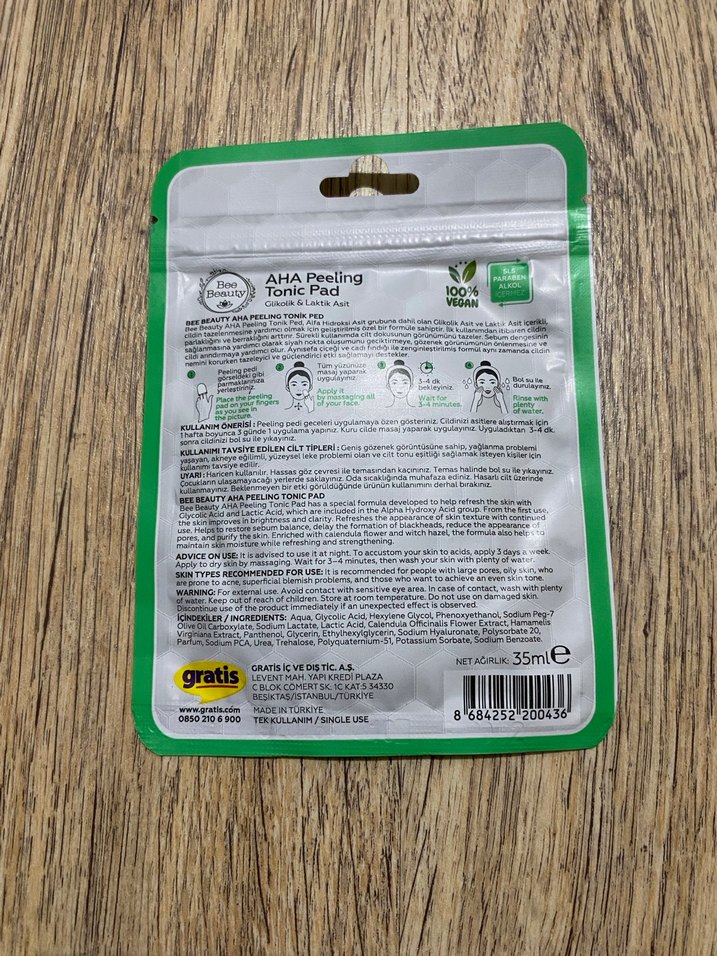 Bee
Beauty
AHA Peeling
Tonic Pad
Glikolik & Laktik Asit
100%
VEGAN
SLS
PARABEN
ALKOL
İÇERMEZ
BEE BEAUTY AHA PEELING TONİK PED
Bee Beauty AHA Peeling Tonik Ped, Alfa Hidroksi Asit grubuna dahil olan Glikolik Asit ve Laktik Asit içerikli,
cildin tazelenmesine yardımcı olmak için geliştirilmiş özel bir formüle sahiptir. İlk kullanımdan itibaren cildin
parlaklığını ve berraklığını arttırır. Sürekli kullanımda cilt dokusunun görünümünü tazeler. Sebum dengesinin
sağlanmasına yardımcı olarak siyah nokta oluşumunu geciktirmeye, gözenek görünümünün önlenmesine ve
cildi arındırmaya yardımcı olur. Aynısefa çiçeği ve cadı fındığı ile zenginleştirilmiş formül aynı zamanda cildin
nemini korurken tazeleyici ve güçlendirici etki sağlamayı destekler.
1
Peeling pedi
görseldeki gibi
parmaklarınıza
yerleştiriniz.
Place the peeling
pad on your fingers
as you see in
the picture.
2
Tüm yüzünüze
masaj yaparak
uygulayınız.
Apply it
by massaging all
of your face.
3
3-4 dk
bekleyiniz.
Wait for
3-4 minutes.
4
Bol su ile
durulayınız.
Rinse with
plenty
of water.
KULLANIM ÖNERİSİ : Peeling pedi geceleri uygulamaya özen gösteriniz. Cildinizi asitlere alıştırmak için
1 hafta boyunca 3 günde 1 uygulama yapınız. Kuru cilde masaj yaparak uygulayınız. Uyguladıktan 3-4 dk.
sonra cildinizi bol su ile yıkayınız.
KULLANIMI TAVSİYE EDİLEN CİLT TİPLERİ : Geniş gözenek görüntüsüne sahip, yağlanma problemi
yaşayan, akneye eğilimli, yüzeysel leke problemi olan ve cilt tonu eşitliği sağlamak isteyen kişiler için
kullanımı tavsiye edilir.
UYARI : Haricen kullanılır. Hassas göz çevresi ile temasından kaçınınız. Temas halinde bol su ile yıkayınız.
Çocukların ulaşamayacağı yerlerde saklayınız. Oda sıcaklığında muhafaza ediniz. Hasarlı cilt üzerinde
kullanmayınız. Beklenmeyen bir etki görüldüğünde ürünün kullanımını derhal bırakınız.
BEE BEAUTY AHA PEELING TONIC PAD
Bee Beauty AHA Peeling Tonic Pad has a special formula developed to help refresh the skin with
Glycolic Acid and Lactic Acid, which are included in the Alpha Hydroxy Acid group. From the first use,
the skin improves in brightness and clarity. Refreshes the appearance of skin texture with continued
use. Helps to restore sebum balance, delay the formation of blackheads, reduce the appearance of
pores, and purify the skin. Enriched with calendula flower and witch hazel, the formula also helps to
maintain skin moisture while refreshing and strengthening.
ADVICE ON USE: It is advised to use it at night. To accustom your skin to acids, apply 3 days a week.
Apply to dry skin by massaging. Wait for 3-4 minutes, then wash your skin with plenty of water.
SKIN TYPES RECOMMENDED FOR USE: It is recommended for people with large pores, oily skin, who
are prone to acne, superficial blemish problems, and those who want to achieve an even skin tone.
WARNING: For external use. Avoid contact with sensitive eye area. In case of contact, wash with plenty
of water. Keep out of reach of children. Store at room temperature. Do not use on damaged skin.
Discontinue use of the product immediately if an unexpected effect is observed.
İÇİNDEKİLER / INGREDIENTS: Aqua, Glycolic Acid, Hexylene Glycol, Phenoxyethanol, Sodium Peg-7
Olive Oil Carboxylate, Sodium Lactate, Lactic Acid, Calendula Officinalis Flower Extract, Hamamelis
Virginiana Extract, Panthenol, Glycerin, Ethylhexylglycerin, Sodium Hyaluronate, Polysorbate 20,
Parfum, Sodium PCA, Urea, Trehalose, Polyquaternium-51, Potassium Sorbate, Sodium Benzoate.
gratis
www.gratis.com
0850 210 6 900
GRATİS İÇ VE DIŞ TİC. A.Ş.
LEVENT MAH. YAPI KREDİ PLAZA
C BLOK CÖMERT SK. 1C KAT:5 34330
BEŞİKTAŞ/İSTANBUL/TÜRKİYE
MADE IN TÜRKİYE
TEK KULLANIM / SINGLE USE
NET AĞIRLIK: 35ml e
8 684252 200436